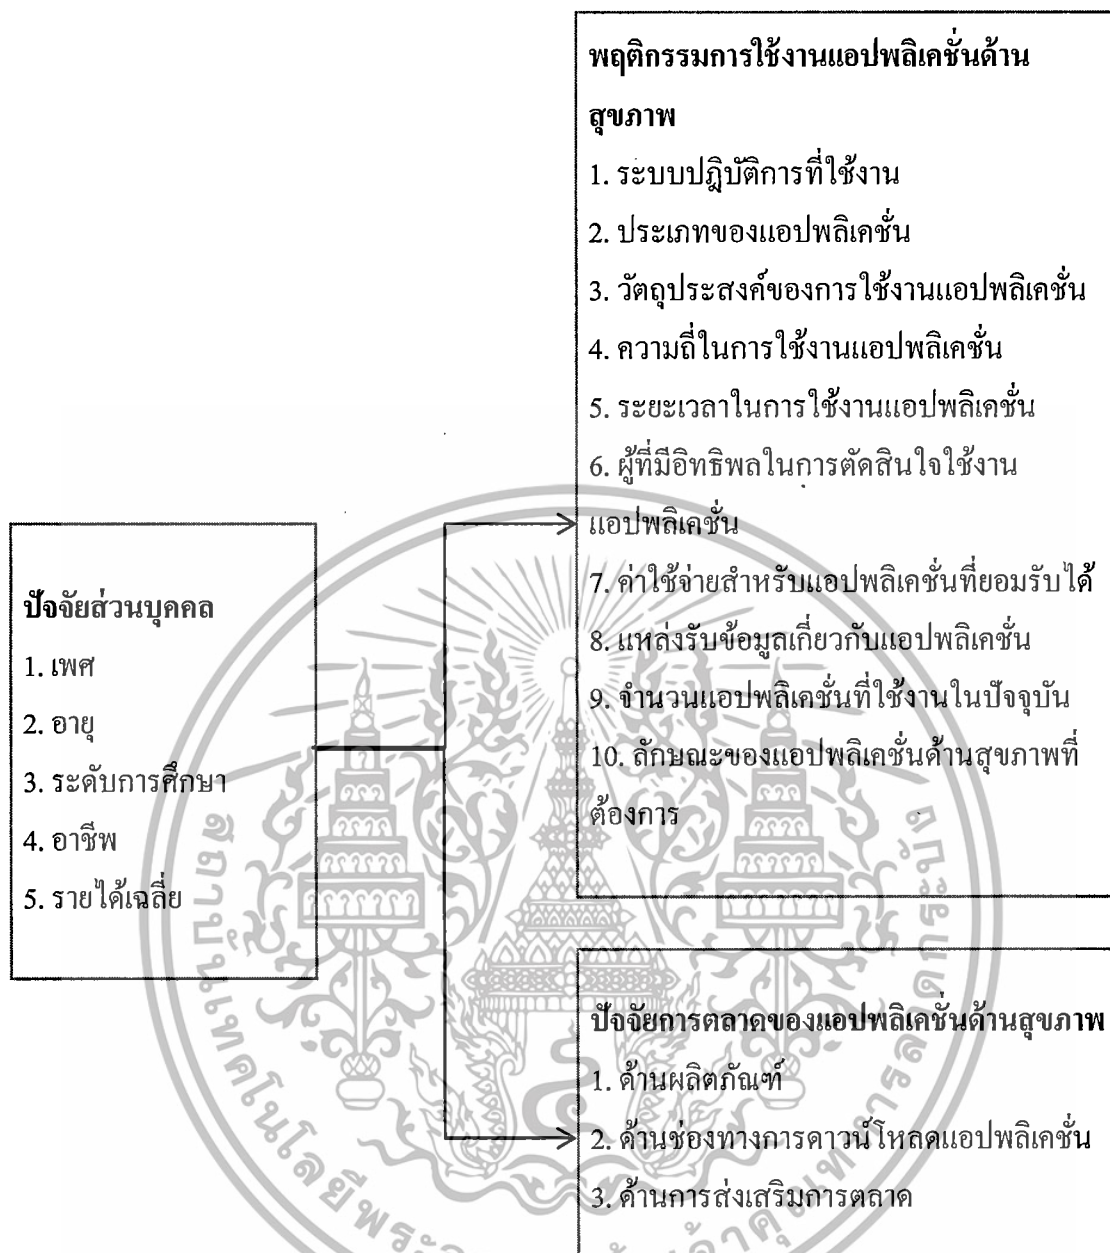 พฤติกรรมการใช้งานแอปพลิเคชั่นด้าน
สุขภาพ
1. ระบบปฎิบัติการที่ใช้งาน
2. ประเภทของแอปพลิเคชั่น
3. วัตถุประสงค์ของการใช้งานแอปพลิเคชั่น
4. ความถี่ในการใช้งานแอปพลิเคชั่น
5. ระยะเวลาในการใช้งานแอปพลิเคชั่น
6. ผู้ที่มีอิทธิพลในการตัดสินใจใช้งาน
แอปพลิเคชั่น
7. ค่าใช้จ่ายสำหรับแอปพลิเคชั่นที่ยอมรับได้
8. แหล่งรับข้อมูลเกี่ยวกับแอปพลิเคชั่น
9. จำนวนแอปพลิเคชั่นที่ใช้งานในปัจจุบัน
10. ลักษณะของแอปพลิเคชั่นด้านสุขภาพที่
ต้องการ
ปัจจัยส่วนบุคคล
1. เพศ
2. อายุ
3. ระดับการศึกษา
4. อาชีพ
5. รายได้เฉลี่ย
ปัจจัยการตลาดของแอปพลิเคชั่นด้านสุขภาพ
1. ด้านผลิตภัณฑ์
2. ด้านช่องทางการดาวน์โหลดแอปพลิเคชั่น
3. ด้านการส่งเสริมการตลาด